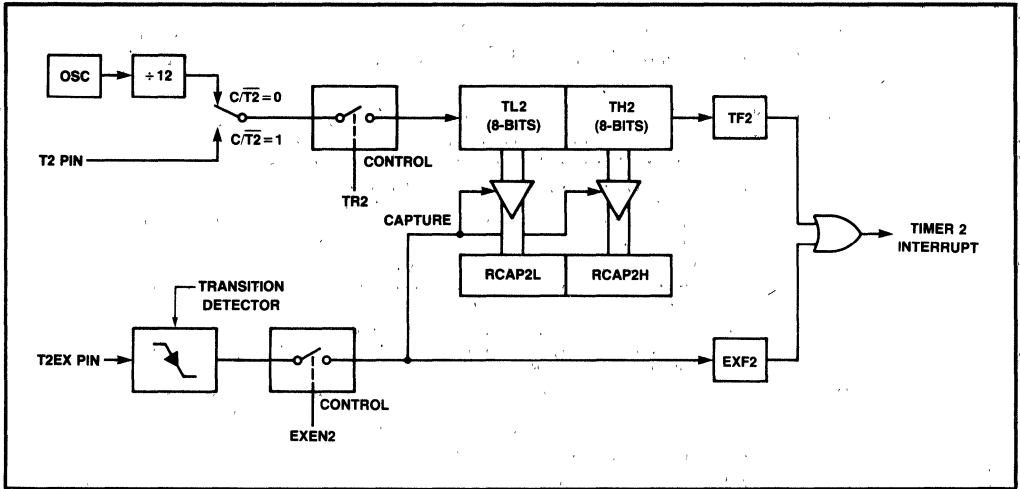 OSC
÷ 12
C/T2̅ = 0
C/T2̅ = 1
T2 PIN
CONTROL
TR2
TL2
(8-BITS)
TH2
(8-BITS)
TF2
CAPTURE
RCAP2L
RCAP2H
TIMER 2
INTERRUPT
TRANSITION
DETECTOR
T2EX PIN
CONTROL
EXEN2
EXF2